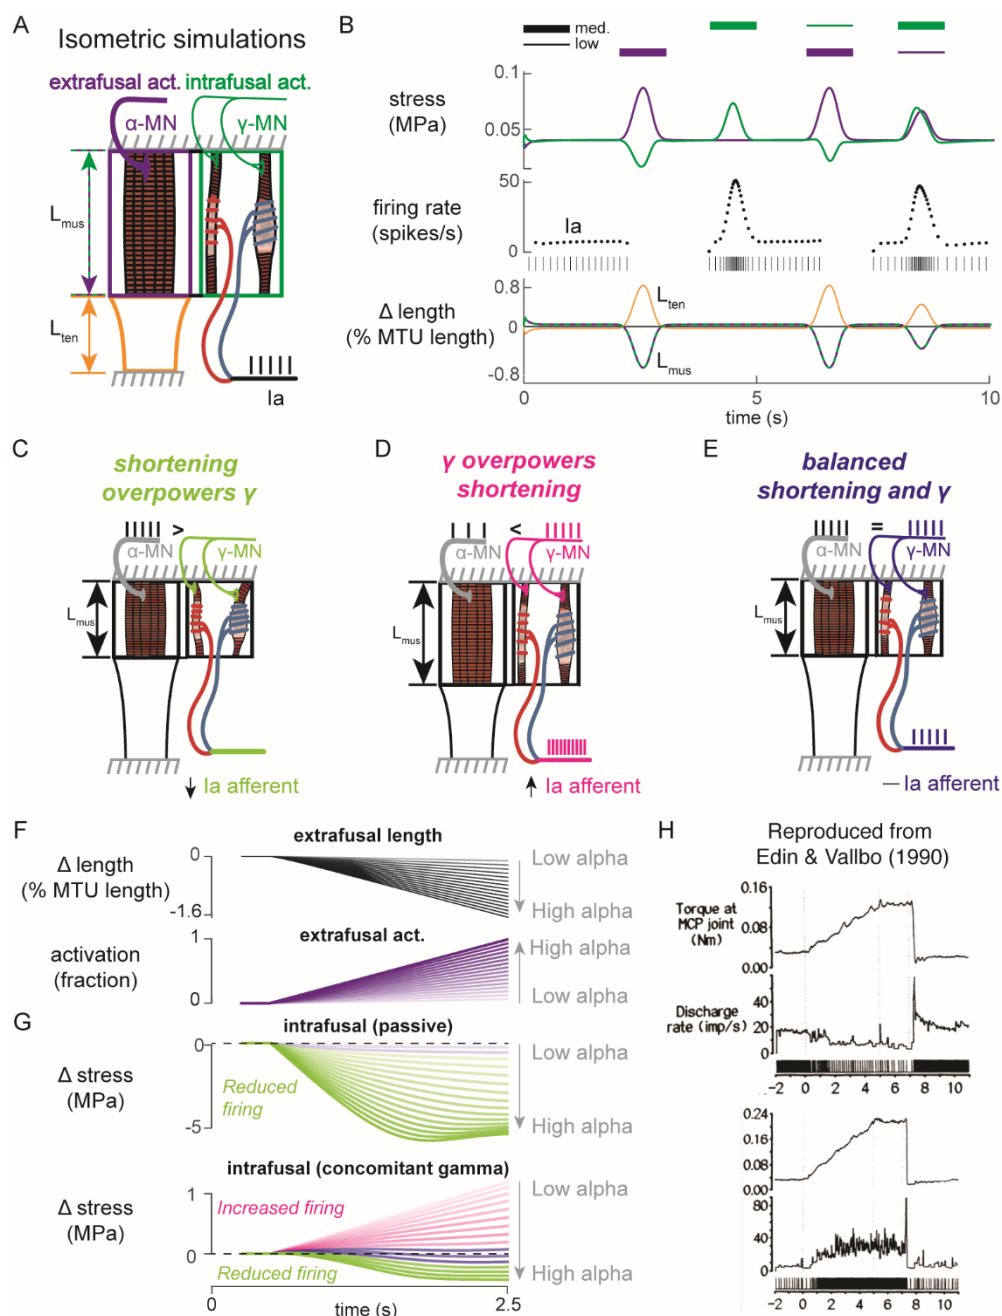 A
Isometric simulations
extrafusal act. intrafusal act.
α-MN
γ-MN
Lmus
Lten
Ia
B
med.
low
0.1
stress
(MPa)
0.05
50
firing rate
(spikes/s)
Ia
0
0.8
Lten
Δ length
(% MTU length)
0
-0.8
Lmus
0
5
10
time (s)
C
shortening
overpowers γ
>
α-MN
γ-MN
Lmus
↓ Ia afferent
D
γ overpowers
shortening
<
α-MN
γ-MN
Lmus
↑ Ia afferent
E
balanced
shortening and γ
=
α-MN
γ-MN
Lmus
— Ia afferent
F
extrafusal length
0
Δ length
(% MTU length)
-1.6
Low alpha
High alpha
extrafusal act.
1
activation
(fraction)
0
High alpha
Low alpha
G
intrafusal (passive)
0
Δ stress
(MPa)
-5
Reduced
firing
Low alpha
High alpha
intrafusal (concomitant gamma)
1
Δ stress
(MPa)
0
Increased firing
Reduced firing
Low alpha
High alpha
0
2.5
time (s)
H
Reproduced from
Edin & Vallbo (1990)
0.16
Torque at
MCP joint
(Nm)
0.08
0.00
60
Discharge
rate (imp/s)
40
20
0
-2 0 2 4 6 8 10
0.24
0.16
0.08
0.00
80
40
0
-2 0 2 4 6 8 10